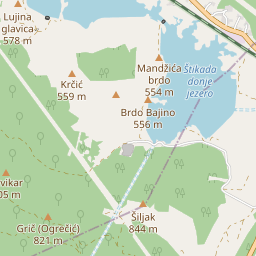 Lujina
glavica
578 m
Krčić
559 m
Mandžića
brdo
554 m
Štikada
donje
jezero
Brdo Bajino
556 m
Šiljak
844 m
Grič (Ogrečić)
821 m